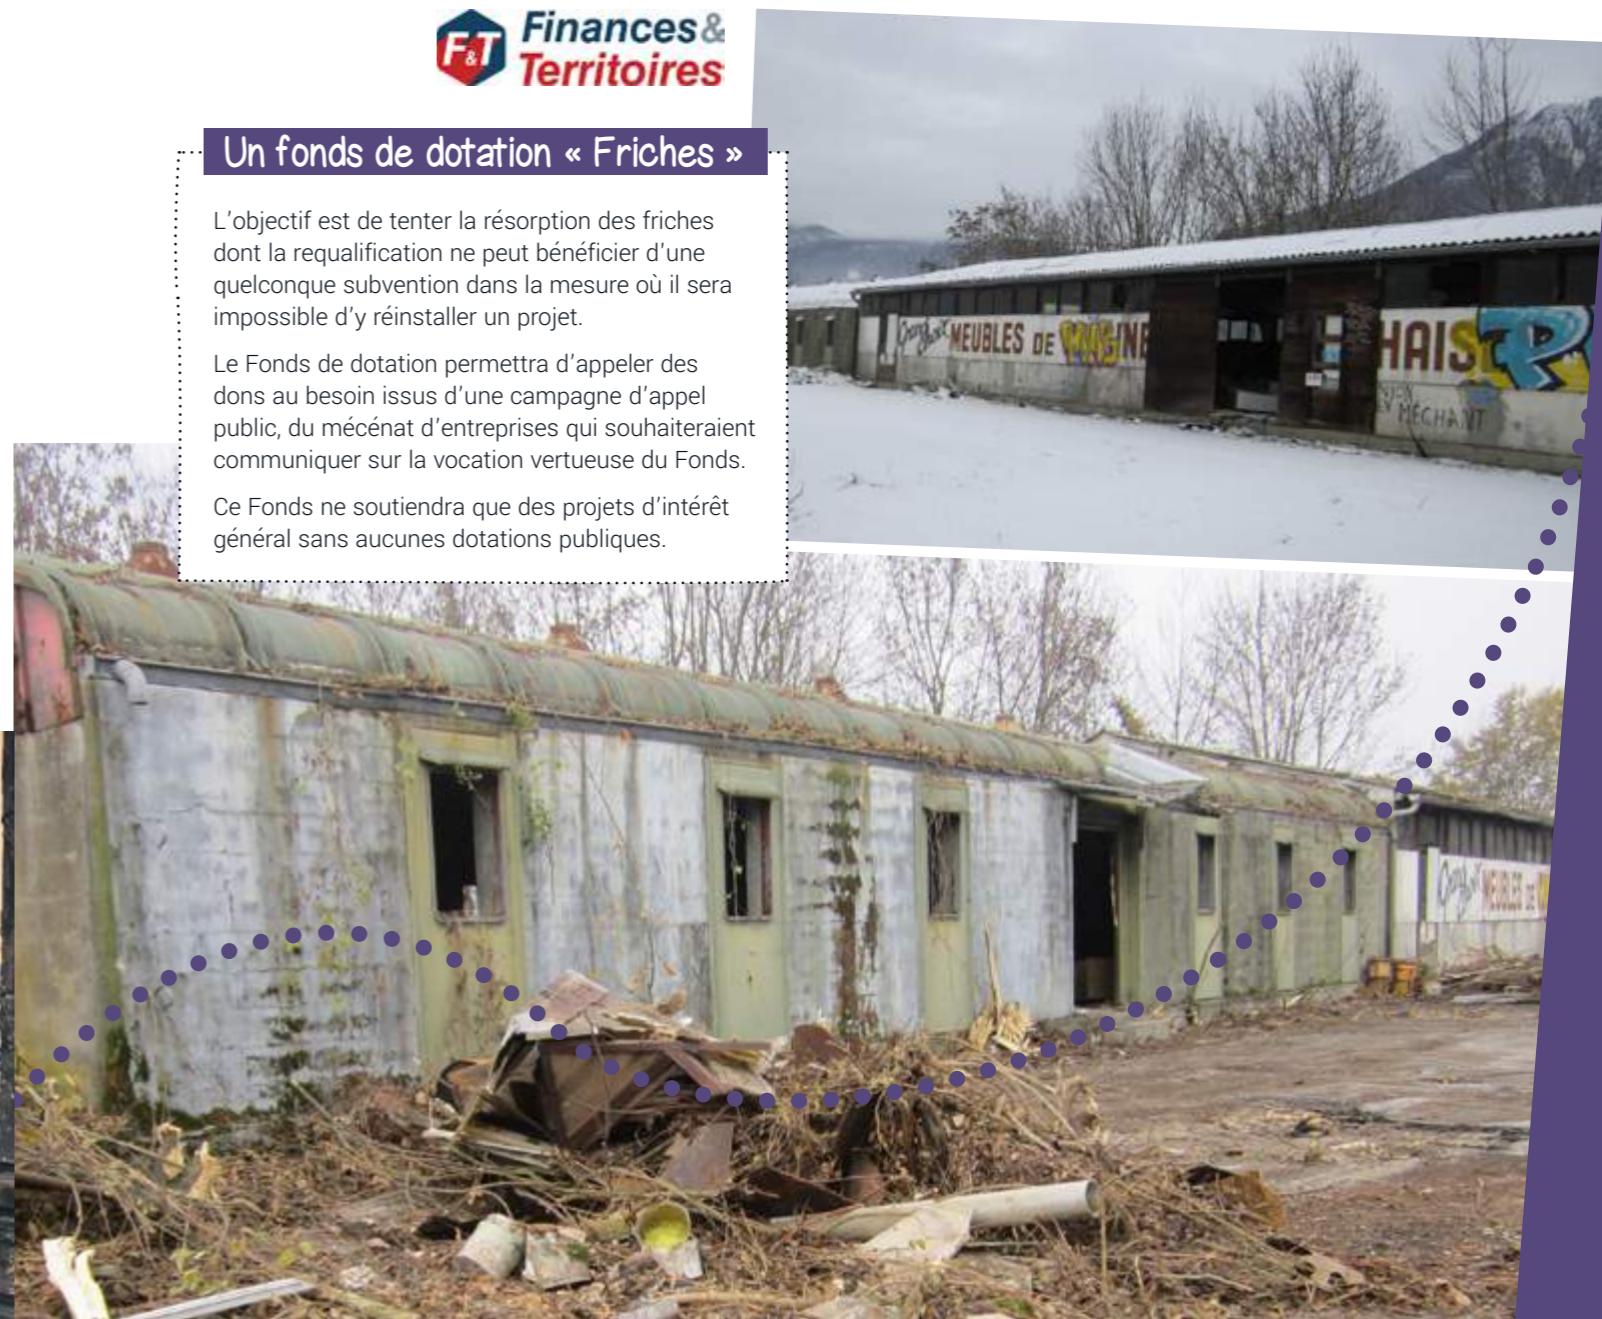 F&T Finances&
Territoires
Un fonds de dotation « Friches »
L'objectif est de tenter la résorption des friches
dont la requalification ne peut bénéficier d'une
quelconque subvention dans la mesure où il sera
impossible d'y réinstaller un projet.
Le Fonds de dotation permettra d'appeler des
dons au besoin issus d'une campagne d'appel
public, du mécénat d'entreprises qui souhaiteraient
communiquer sur la vocation vertueuse du Fonds.
Ce Fonds ne soutiendra que des projets d'intérêt
général sans aucunes dotations publiques.
Grand choix MEUBLES DE
HAIS
MÉCHANT
MEUBLES DE